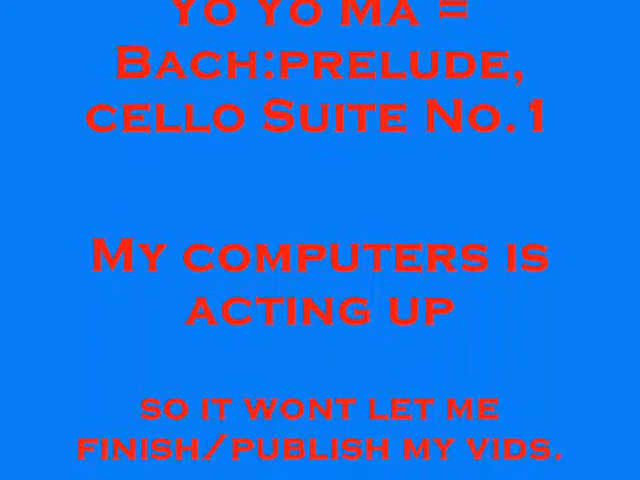 Yo Yo Ma =
Bach:prelude,
cello Suite No.1
My computers is
acting up
so it wont let me
finish/publish my vids.